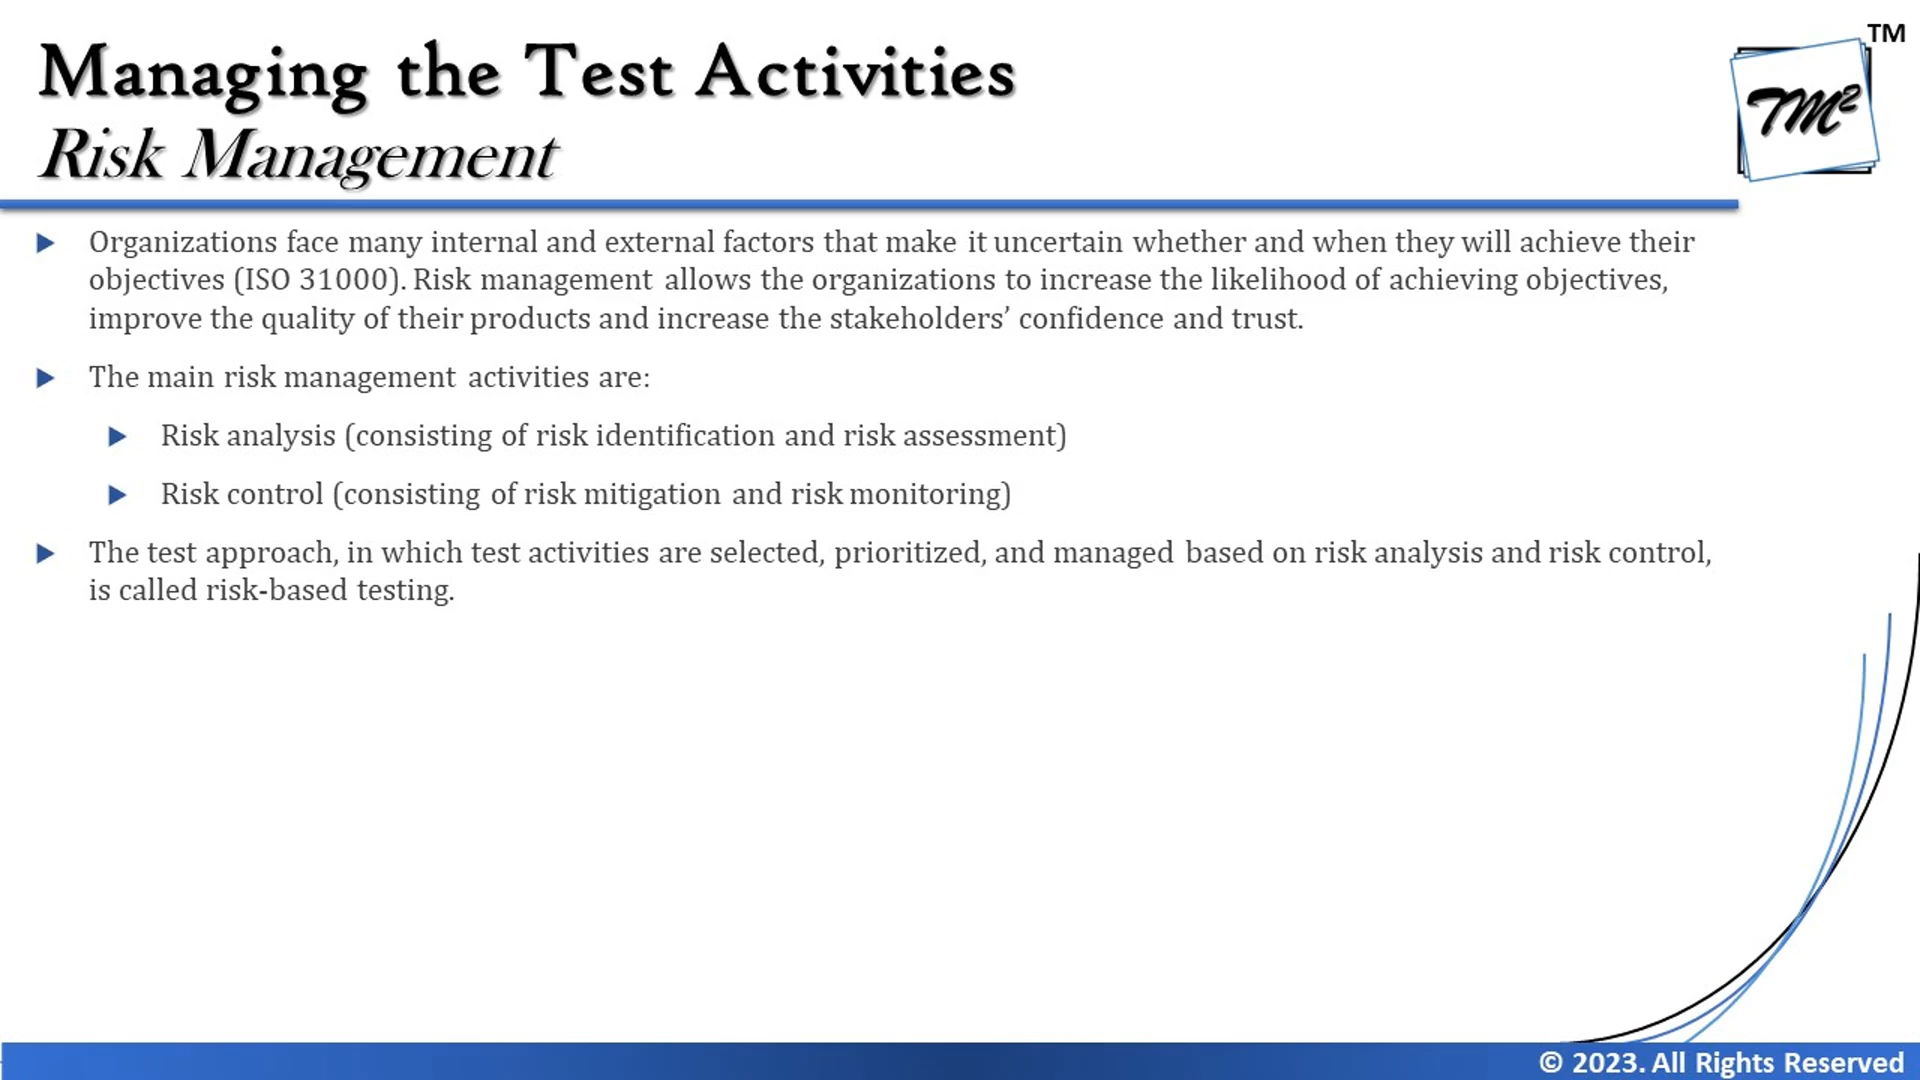 Managing the Test Activities
Risk Management
TM
TM²
Organizations face many internal and external factors that make it uncertain whether and when they will achieve their
objectives (ISO 31000). Risk management allows the organizations to increase the likelihood of achieving objectives,
improve the quality of their products and increase the stakeholders’ confidence and trust.
The main risk management activities are:
Risk analysis (consisting of risk identification and risk assessment)
Risk control (consisting of risk mitigation and risk monitoring)
The test approach, in which test activities are selected, prioritized, and managed based on risk analysis and risk control,
is called risk-based testing.
© 2023. All Rights Reserved